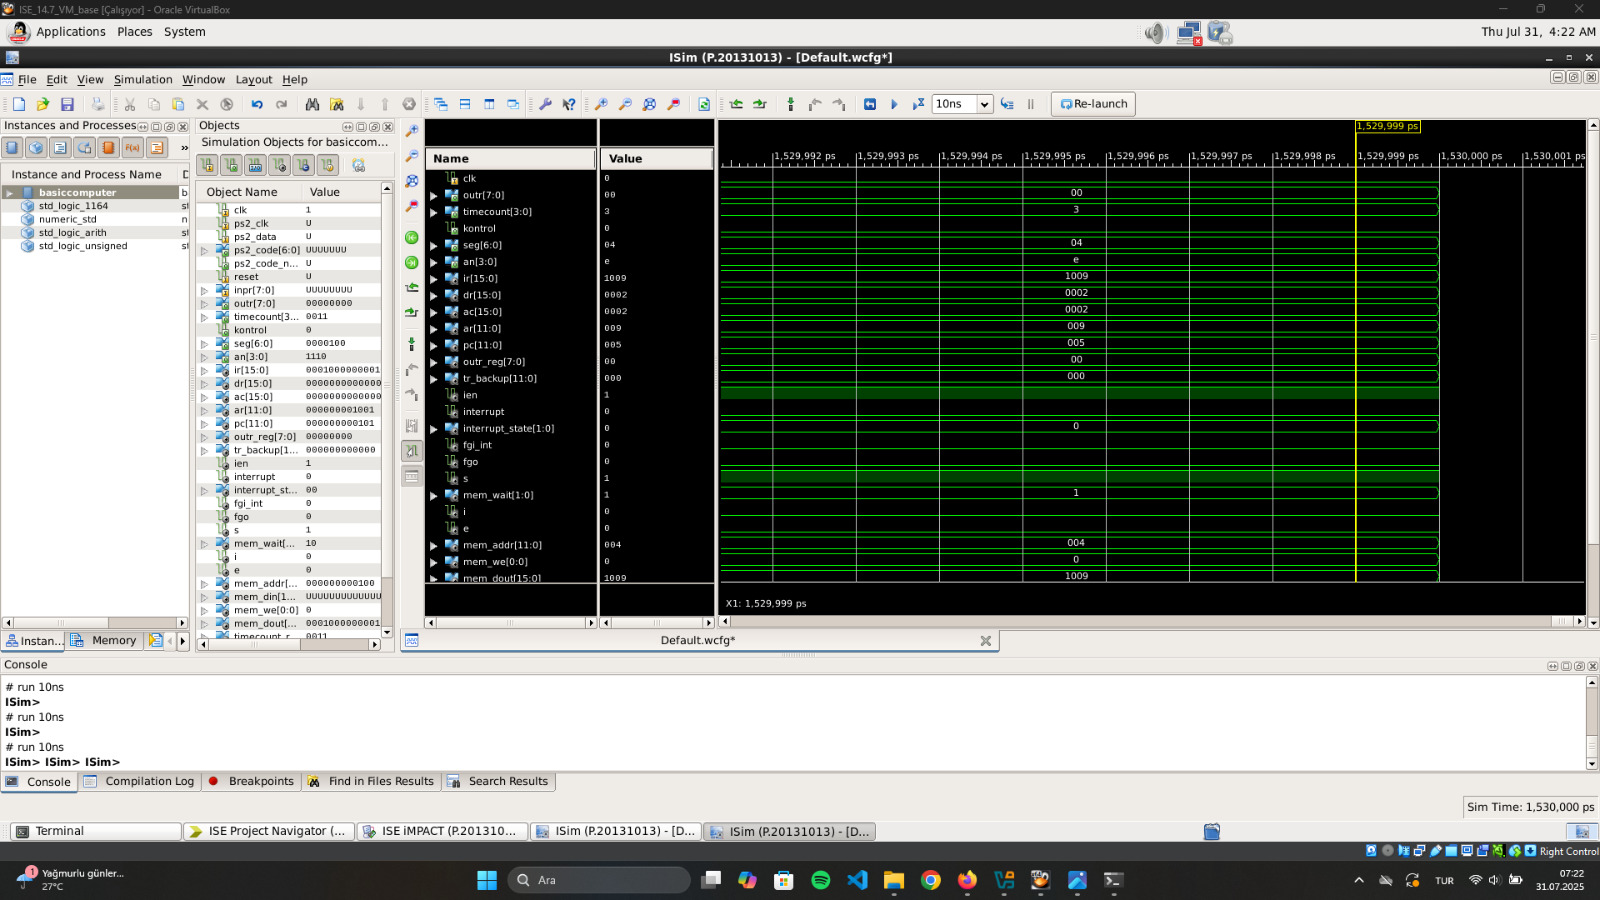 ISE_14.7_VM_base [Çalışıyor] - Oracle VirtualBox
Applications Places System
Thu Jul 31, 4:22 AM
ISim (P.20131013) - [Default.wcfg*]
File Edit View Simulation Window Layout Help
10ns
Re-launch
Instances and Processes
Instance and Process Name
basiccomputer
std_logic_1164
numeric_std
std_logic_arith
std_logic_unsigned
Instan...
Memory
Objects
Simulation Objects for basiccom...
Object Name Value
clk 1
ps2_clk U
ps2_data U
ps2_code[6:0] UUUUUUU
ps2_code_n... U
reset U
inpr[7:0] UUUUUUUU
outr[7:0] 00000000
timecount[3... 0011
kontrol 0
seg[6:0] 0000100
an[3:0] 1110
ir[15:0] 000100000001
dr[15:0] 0000000000000
ac[15:0] 0000000000000
ar[11:0] 000000001001
pc[11:0] 000000000101
outr_reg[7:0] 00000000
tr_backup[1... 000000000000
ien 1
interrupt 0
interrupt_st... 00
fgi_int 0
fgo 0
s 1
mem_wait[... 10
i 0
e 0
mem_addr[... 000000000100
mem_din[1... UUUUUUUUUUUUU
mem_we[0:0] 0
mem_dout[... 0001000000001
timecount_r... 0011
Name Value
clk 0
outr[7:0] 00
timecount[3:0] 3
kontrol 0
seg[6:0] 04
an[3:0] e
ir[15:0] 1009
dr[15:0] 0002
ac[15:0] 0002
ar[11:0] 009
pc[11:0] 005
outr_reg[7:0] 00
tr_backup[11:0] 000
ien 1
interrupt 0
interrupt_state[1:0] 0
fgi_int 0
fgo 0
s 1
mem_wait[1:0] 1
i 0
e 0
mem_addr[11:0] 004
mem_we[0:0] 0
mem_dout[15:0] 1009
1,529,999 ps
1,529,992 ps 1,529,993 ps 1,529,994 ps 1,529,995 ps 1,529,996 ps 1,529,997 ps 1,529,998 ps 1,529,999 ps 1,530,000 ps 1,530,001 ps
00
3
04
e
1009
0002
0002
009
005
00
000
0
1
004
0
1009
X1: 1,529,999 ps
Default.wcfg*
Console
# run 10ns
ISim>
# run 10ns
ISim>
# run 10ns
ISim> ISim> ISim>
Console Compilation Log Breakpoints Find in Files Results Search Results
Sim Time: 1,530,000 ps
Terminal
ISE Project Navigator (...
ISE iMPACT (P.201310...
ISim (P.20131013) - [D...
ISim (P.20131013) - [D...
Right Control
1
Yağmurlu günler...
27°C
Ara
TUR
07:22
31.07.2025